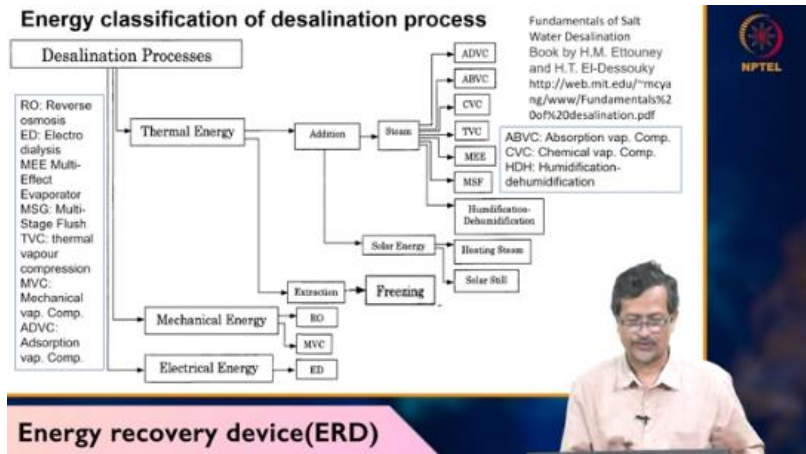 Energy classification of desalination process
Desalination Processes
RO: Reverse
osmosis
ED: Electro
dialysis
MEE Multi-
Effect
Evaporator
MSG: Multi-
Stage Flush
TVC: thermal
vapour
compression
MVC:
Mechanical
vap. Comp.
ADVC:
Adsorption
vap. Comp.
Thermal Energy
Addition
Steam
ADVC
ABVC
CVC
TVC
MEE
MSF
Humdification-
Dehumidification
Solar Energy
Heating Steam
Solar Still
Extraction
Freezing
Mechanical Energy
RO
MVC
Electrical Energy
ED
Fundamentals of Salt
Water Desalination
Book by H.M. Ettouney
and H.T. El-Dessouky
http://web.mit.edu/~mcya
ng/www/Fundamentals%2
0of%20desalination.pdf
ABVC: Absorption vap. Comp.
CVC: Chemical vap. Comp.
HDH: Humidification-
dehumidification
NPTEL
Energy recovery device(ERD)